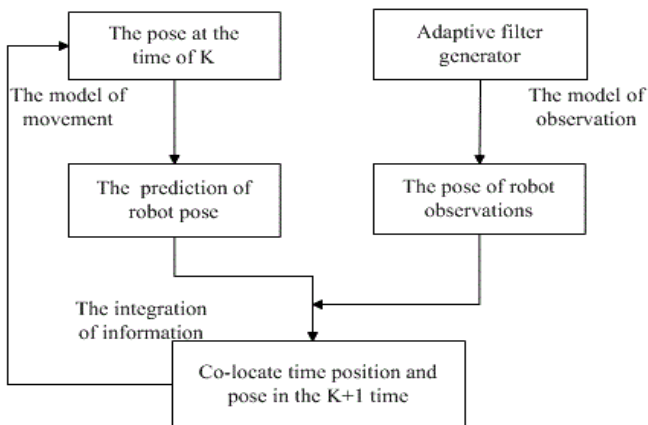 The pose at the
time of K
Adaptive filter
generator
The model of
movement
The model of
observation
The prediction of
robot pose
The pose of robot
observations
The integration
of information
Co-locate time position and
pose in the K+1 time